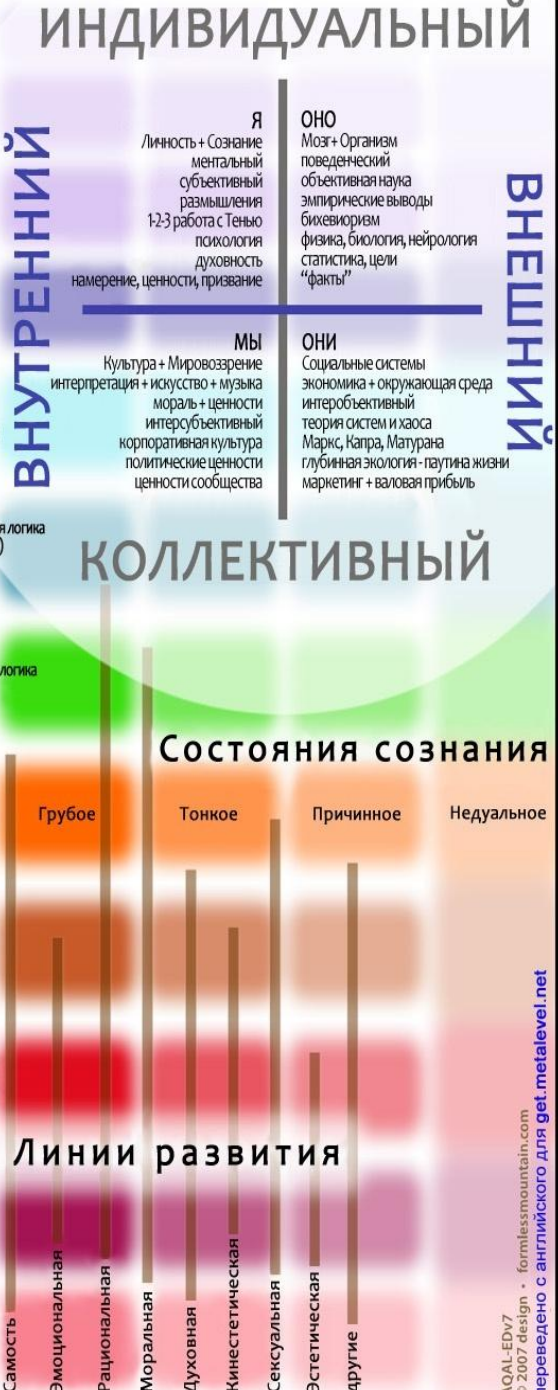 ИНДИВИДУАЛЬНЫЙ
ВНУТРЕННИЙ
Я
Личность + Сознание
ментальный
субъективный
размышления
1-2-3 работа с Тенью
психология
духовность
намерение, ценности, призвание
ОНО
Мозг+ Организм
поведенческий
объективная наука
эмпирические выводы
бихевиоризм
физика, биология, нейрология
статистика, цели
“факты”
ВНЕШНИЙ
МЫ
Культура + Мировоззрение
интерпретация + искусство + музыка
мораль + ценности
интерсубъективный
корпоративная культура
политические ценности
ценности сообщества
ОНИ
Социальные системы
экономика + окружающая среда
интеробъективный
теория систем и хаоса
Маркс, Капра, Матурана
глубинная экология - паутина жизни
маркетинг + валовая прибыль
я логика
)
КОЛЛЕКТИВНЫЙ
логика
Состояния сознания
Грубое
Тонкое
Причинное
Недуальное
Линии развития
Самость
Эмоциональная
Рациональная
Моральная
Духовная
Кинестетическая
Сексуальная
Эстетическая
другие
AQAL-EDv7
© 2007 design • formlessmountain.com
переведено с английского для get.metalevel.net